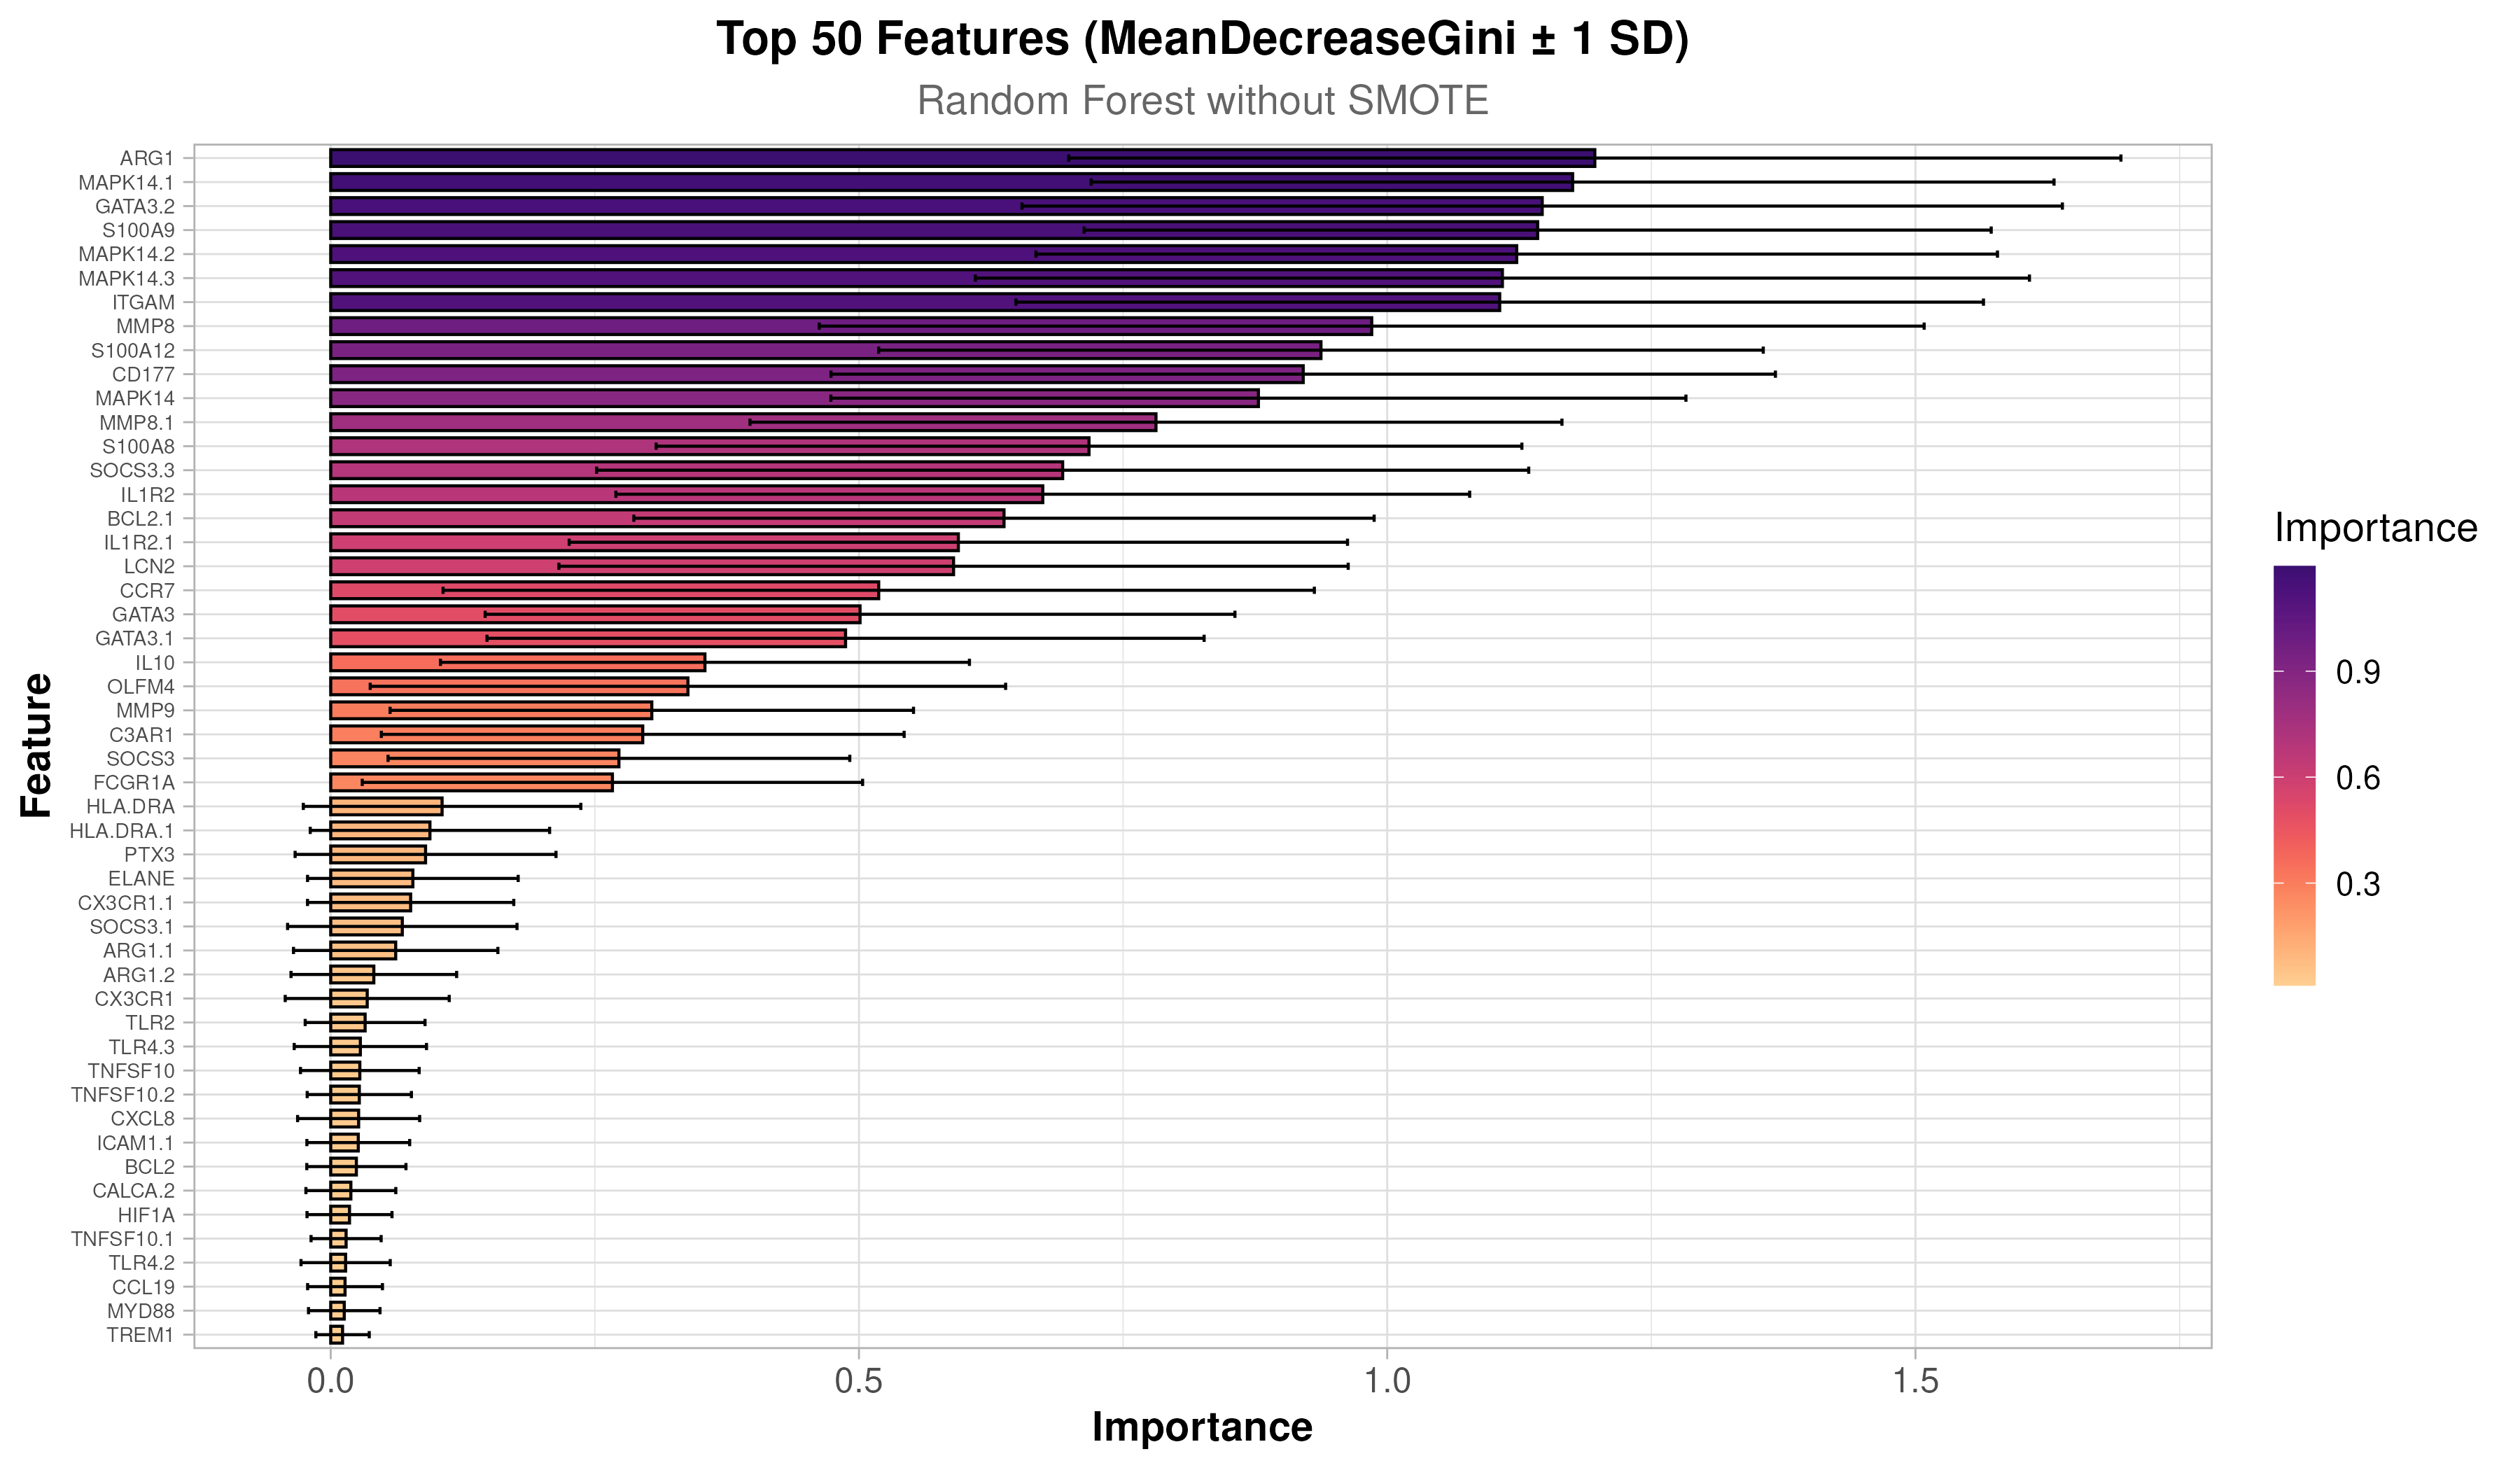 Top 50 Features (MeanDecreaseGini ± 1 SD)
Random Forest without SMOTE
Feature
ARG1
MAPK14.1
GATA3.2
S100A9
MAPK14.2
MAPK14.3
ITGAM
MMP8
S100A12
CD177
MAPK14
MMP8.1
S100A8
SOCS3.3
IL1R2
BCL2.1
IL1R2.1
LCN2
CCR7
GATA3
GATA3.1
IL10
OLFM4
MMP9
C3AR1
SOCS3
FCGR1A
HLA.DRA
HLA.DRA.1
PTX3
ELANE
CX3CR1.1
SOCS3.1
ARG1.1
ARG1.2
CX3CR1
TLR2
TLR4.3
TNFSF10
TNFSF10.2
CXCL8
ICAM1.1
BCL2
CALCA.2
HIF1A
TNFSF10.1
TLR4.2
CCL19
MYD88
TREM1
0.0 0.5 1.0 1.5
Importance
Importance
0.9
0.6
0.3